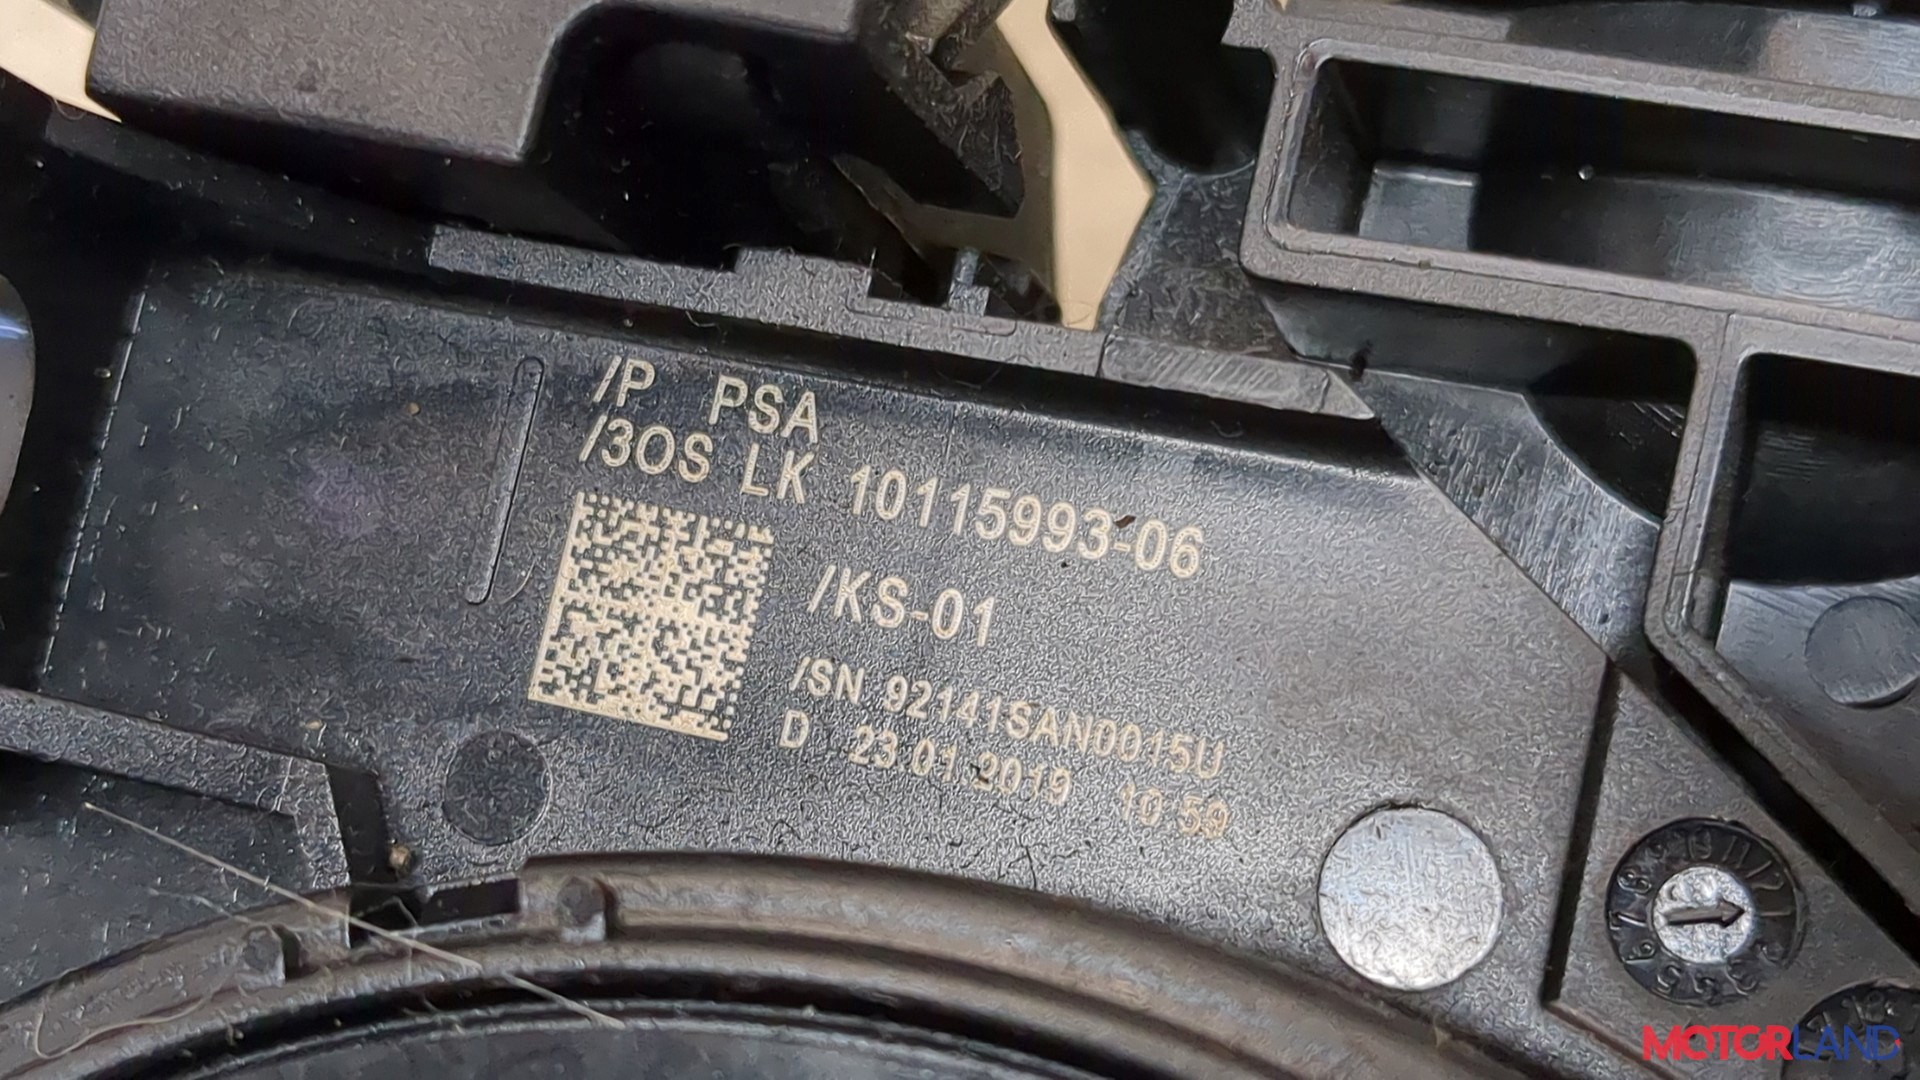 /P PSA
/3OS LK 10115993-06
/KS-01
/SN 92141SAN0015U
D 23.01.2019 10:59
MOTORLAND